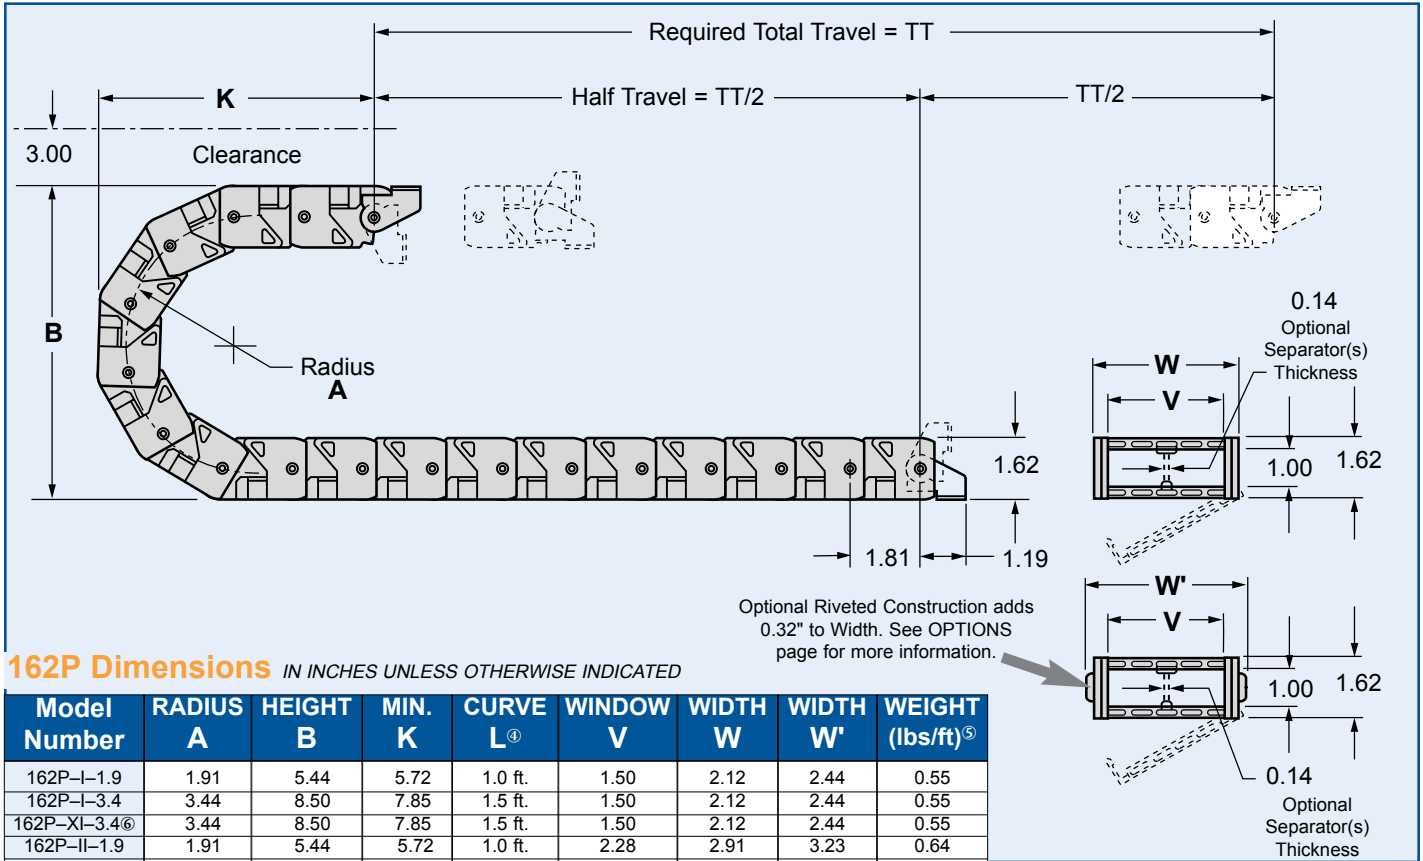 Required Total Travel = TT
K
Half Travel = TT/2
TT/2
3.00
Clearance
B
Radius
A
1.62
1.81
1.19
0.14
Optional
Separator(s)
Thickness
W
V
1.00
1.62
Optional Riveted Construction adds
0.32" to Width. See OPTIONS
page for more information.
W'
V
1.00
1.62
0.14
Optional
Separator(s)
Thickness
162P Dimensions IN INCHES UNLESS OTHERWISE INDICATED
Model Number RADIUS A HEIGHT B MIN. K CURVE L④ WINDOW V WIDTH W WIDTH W' WEIGHT (lbs/ft)⑤
162P–I–1.9 1.91 5.44 5.72 1.0 ft. 1.50 2.12 2.44 0.55
162P–I–3.4 3.44 8.50 7.85 1.5 ft. 1.50 2.12 2.44 0.55
162P–XI–3.4⑥ 3.44 8.50 7.85 1.5 ft. 1.50 2.12 2.44 0.55
162P–II–1.9 1.91 5.44 5.72 1.0 ft. 2.28 2.91 3.23 0.64